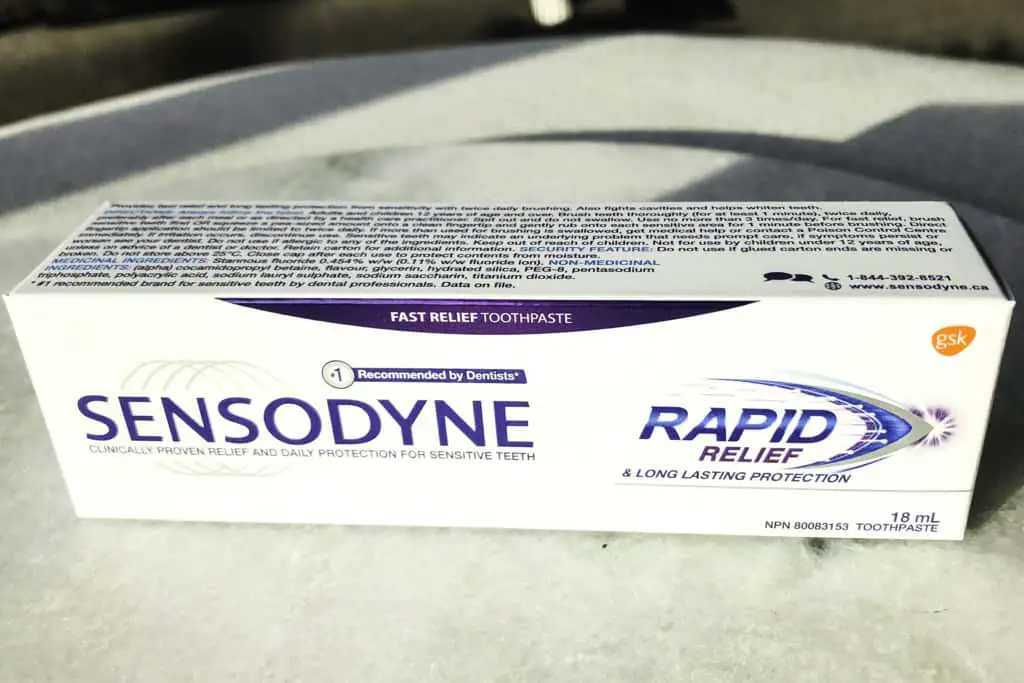 Provides fast relief and long lasting protection from sensitivity with twice daily brushing. Also fights cavities and helps whiten teeth.
Adults and children 12 years of age and over. Brush teeth thoroughly (for at least 1 minute), twice daily,
preferably after each meal or as recommended by a health care practitioner. Spit out and do not swallow. Use no more than 3 times/day. For fast relief, brush
clean fingertip and gently rub onto each sensitive area for 1 minute before brushing. Direct
fingertip application should be limited to twice daily. If more than used for brushing is swallowed, get medical help or contact a Poison Control Center
if irritation occurs, discontinue use. Sensitive teeth may indicate an underlying problem that needs prompt care, if symptoms persist or
worsen see your dentist. Do not use if allergic to any of the ingredients. Keep out of reach of children. Not for use by children under 12 years of age,
advice of a dentist or doctor. Retain carton for additional information. SECURITY FEATURE: Do not use if glued carton ends are missing or
broken. Do not store above 25°C. Close cap after each use to protect contents from moisture.
MEDICINAL INGREDIENTS: Stannous fluoride 0.454% w/w (0.11% w/w fluoride ion). NON-MEDICINAL
INGREDIENTS: (alpha) cocamidopropyl betaine, flavour, glycerin, hydrated silica, PEG-8, pentasodium
triphosphate, polyacrylic acid, sodium lauryl sulphate, sodium saccharin, titanium dioxide.
*#1 recommended brand for sensitive teeth by dental professionals. Data on file.
1-844-392-8521
www.sensodyne.ca
FAST RELIEF TOOTHPASTE
gsk
#1 Recommended by Dentists*
SENSODYNE
CLINICALLY PROVEN RELIEF AND DAILY PROTECTION FOR SENSITIVE TEETH
RAPID
RELIEF
& LONG LASTING PROTECTION
18 mL
NPN 80083153 TOOTHPASTE